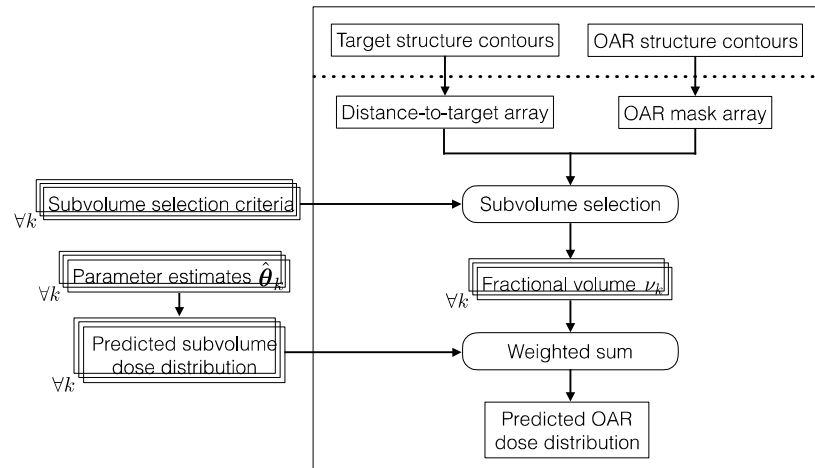 Target structure contours
OAR structure contours
Distance-to-target array
OAR mask array
Subvolume selection criteria
∀k
Subvolume selection
Parameter estimates θ̂ₖ
∀k
Fractional volume νₖ
∀k
Predicted subvolume
dose distribution
∀k
Weighted sum
Predicted OAR
dose distribution